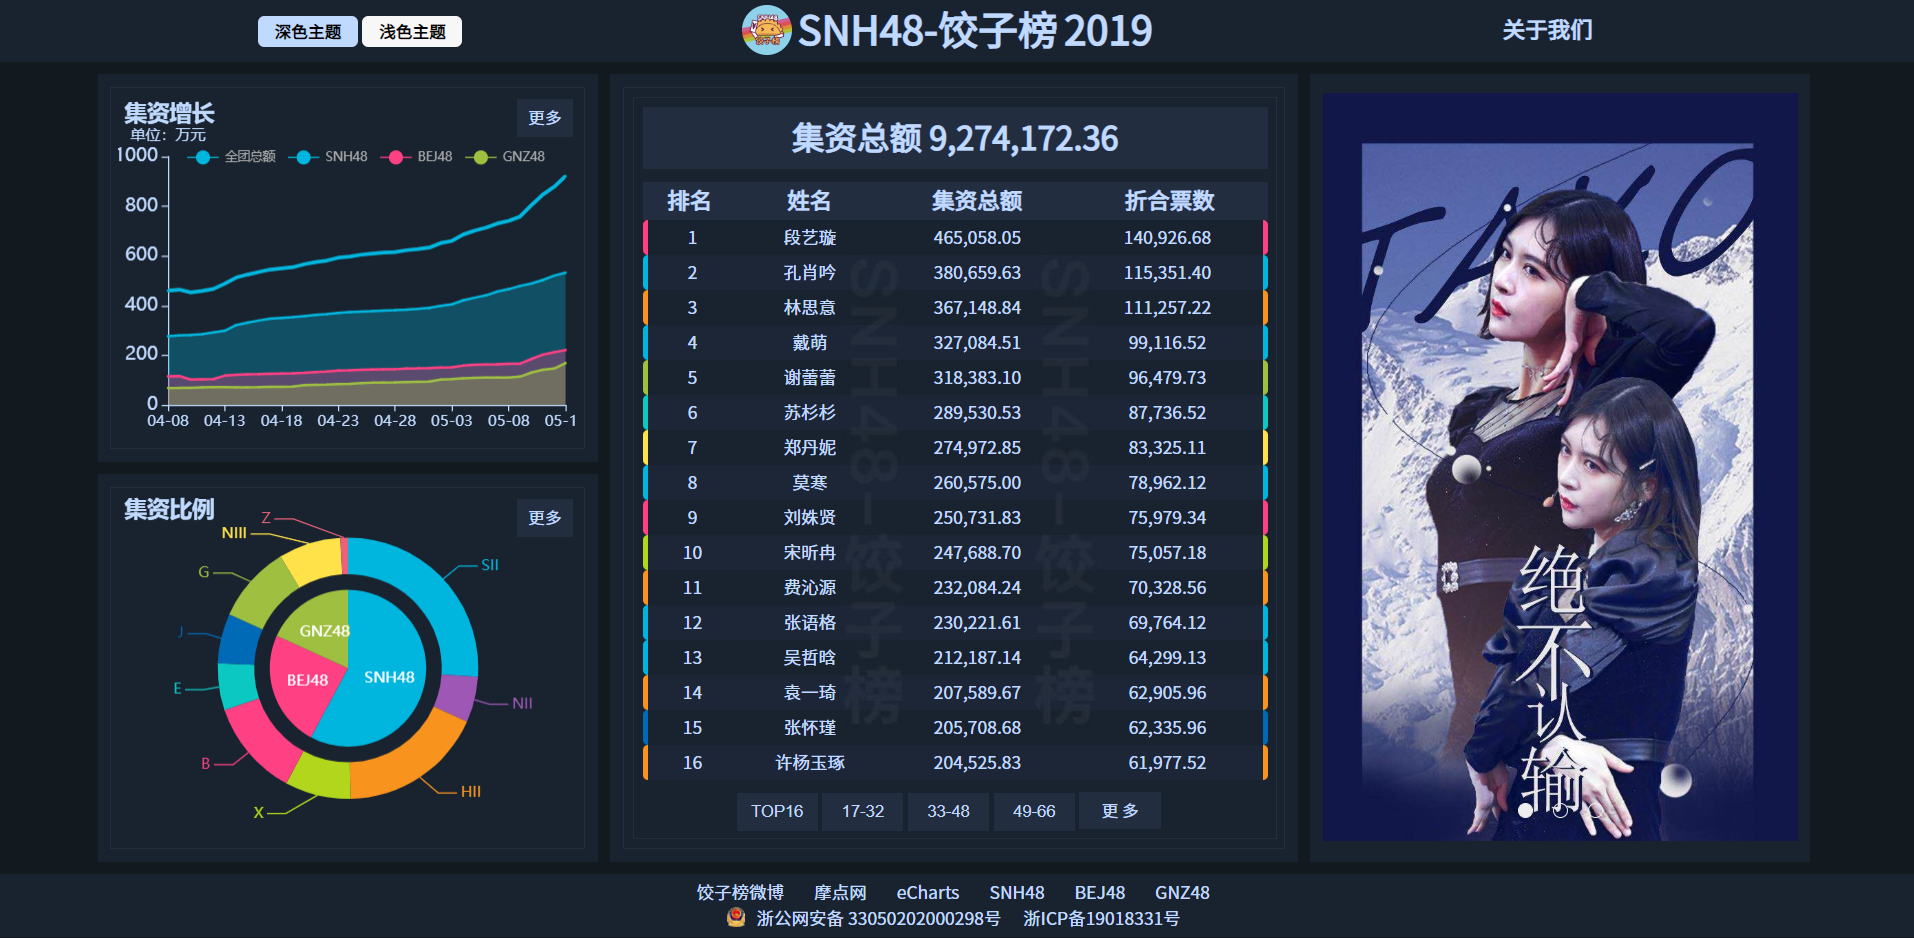 深色主题 浅色主题
SNH48-饺子榜 2019
关于我们
集资增长
单位：万元
更多
全团总额 SNH48 BEJ48 GNZ48
1000
800
600
400
200
0
04-08 04-13 04-18 04-23 04-28 05-03 05-08 05-1
集资比例
更多
Z
NIII
SII
G
J
E
NII
B
HII
X
GNZ48
BEJ48
SNH48
集资总额 9,274,172.36
排名 姓名 集资总额 折合票数
1 段艺璇 465,058.05 140,926.68
2 孔肖吟 380,659.63 115,351.40
3 林思意 367,148.84 111,257.22
4 戴萌 327,084.51 99,116.52
5 谢蕾蕾 318,383.10 96,479.73
6 苏杉杉 289,530.53 87,736.52
7 郑丹妮 274,972.85 83,325.11
8 莫寒 260,575.00 78,962.12
9 刘姝贤 250,731.83 75,979.34
10 宋昕冉 247,688.70 75,057.18
11 费沁源 232,084.24 70,328.56
12 张语格 230,221.61 69,764.12
13 吴哲晗 212,187.14 64,299.13
14 袁一琦 207,589.67 62,905.96
15 张怀瑾 205,708.68 62,335.96
16 许杨玉琢 204,525.83 61,977.52
SNH48-饺子榜
SNH48-饺子榜
TOP16 17-32 33-48 49-66 更 多
TAKO
绝不认输
饺子榜微博 摩点网 eCharts SNH48 BEJ48 GNZ48
浙公网安备 33050202000298号 浙ICP备19018331号